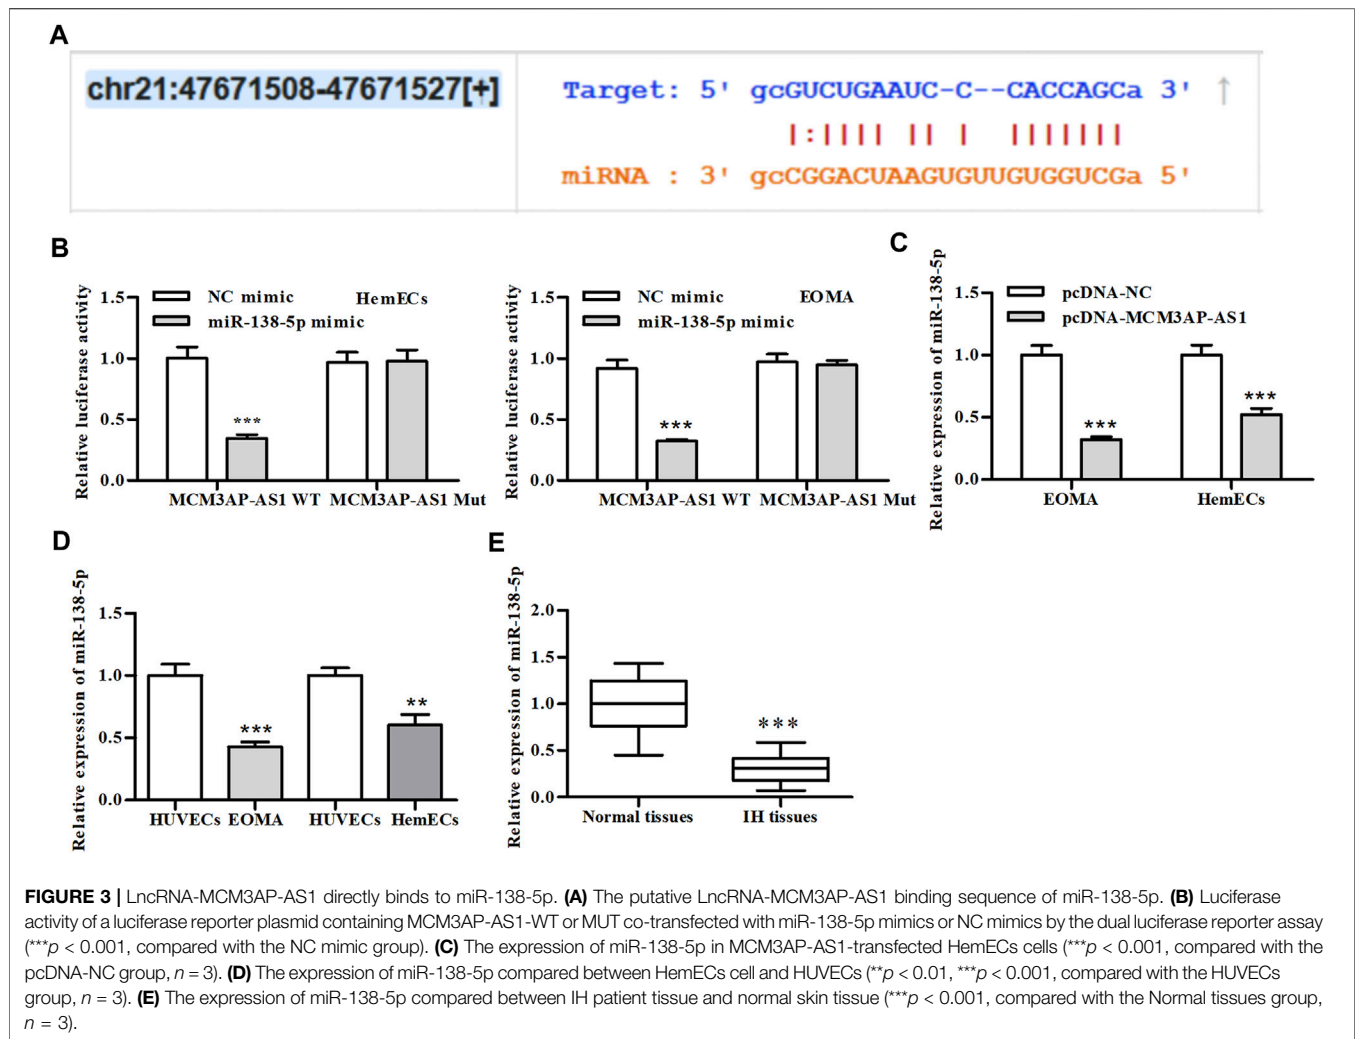 A
chr21:47671508-47671527[+]
Target: 5' gcGUCUGAAUC-C--CACCAGCa 3' ↑
|:|||| || | |||||||
miRNA : 3' gcCGGACUAAGUGUUGUGGUCGa 5'
B
Relative luciferase activity
1.5
1.0
0.5
0.0
NC mimic
miR-138-5p mimic
HemECs
***
MCM3AP-AS1 WT MCM3AP-AS1 Mut
Relative luciferase activity
1.5
1.0
0.5
0.0
NC mimic
miR-138-5p mimic
EOMA
***
MCM3AP-AS1 WT MCM3AP-AS1 Mut
C
Relative expression of miR-138-5p
1.5
1.0
0.5
0.0
pcDNA-NC
pcDNA-MCM3AP-AS1
***
***
EOMA HemECs
D
Relative expression of miR-138-5p
1.5
1.0
0.5
0.0
***
**
HUVECs EOMA HUVECs HemECs
E
Relative expression of miR-138-5p
2.0
1.5
1.0
0.5
0.0
***
Normal tissues IH tissues
FIGURE 3 | LncRNA-MCM3AP-AS1 directly binds to miR-138-5p. (A) The putative LncRNA-MCM3AP-AS1 binding sequence of miR-138-5p. (B) Luciferase
activity of a luciferase reporter plasmid containing MCM3AP-AS1-WT or MUT co-transfected with miR-138-5p mimics or NC mimics by the dual luciferase reporter assay
(***p < 0.001, compared with the NC mimic group). (C) The expression of miR-138-5p in MCM3AP-AS1-transfected HemECs cells (***p < 0.001, compared with the
pcDNA-NC group, n = 3). (D) The expression of miR-138-5p compared between HemECs cell and HUVECs (**p < 0.01, ***p < 0.001, compared with the HUVECs
group, n = 3). (E) The expression of miR-138-5p compared between IH patient tissue and normal skin tissue (***p < 0.001, compared with the Normal tissues group,
n = 3).